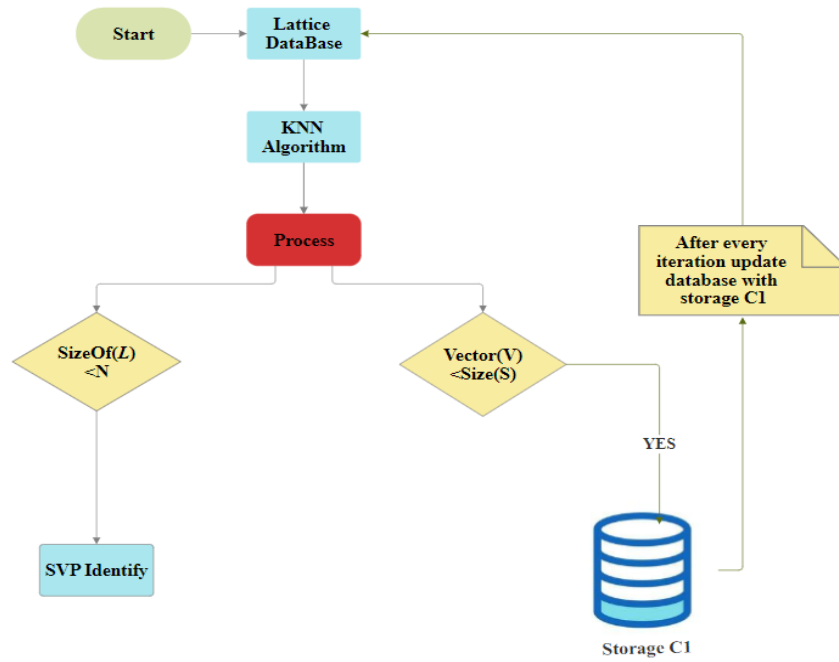 Start
Lattice
DataBase
KNN
Algorithm
Process
After every
iteration update
database with
storage C1
SizeOf(L)
<N
Vector(V)
<Size(S)
YES
SVP Identify
Storage C1